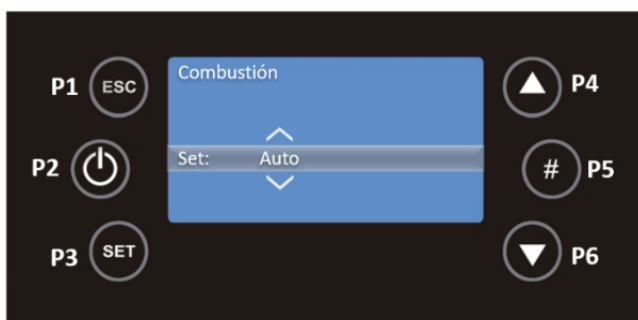 Combustión
P1 ESC
P4
P2 Set: Auto # P5
P3 SET
P6